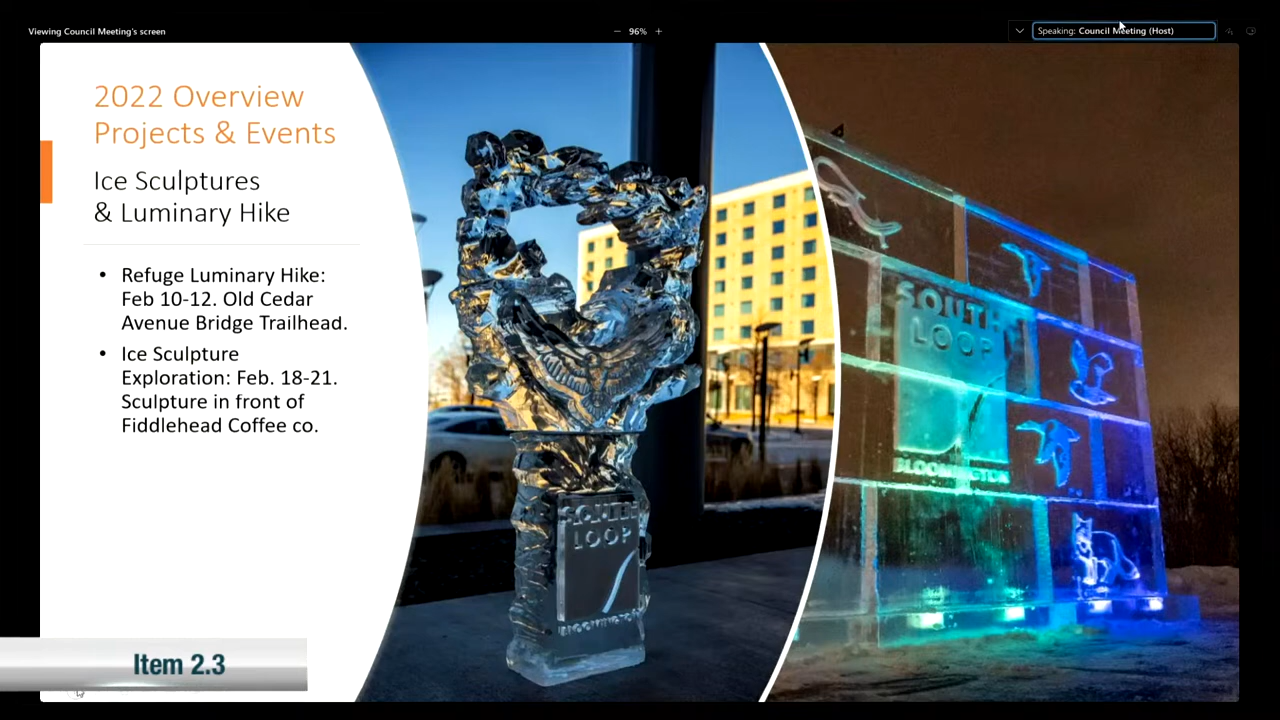 Viewing Council Meeting's screen
− 96% +
Speaking: Council Meeting (Host)
2022 Overview
Projects & Events
Ice Sculptures
& Luminary Hike
• Refuge Luminary Hike:
Feb 10-12. Old Cedar
Avenue Bridge Trailhead.
• Ice Sculpture
Exploration: Feb. 18-21.
Sculpture in front of
Fiddlehead Coffee co.
SOUTH
LOOP
BLOOMINGTON
SOUTH
LOOP
BLOOMINGTON
Item 2.3